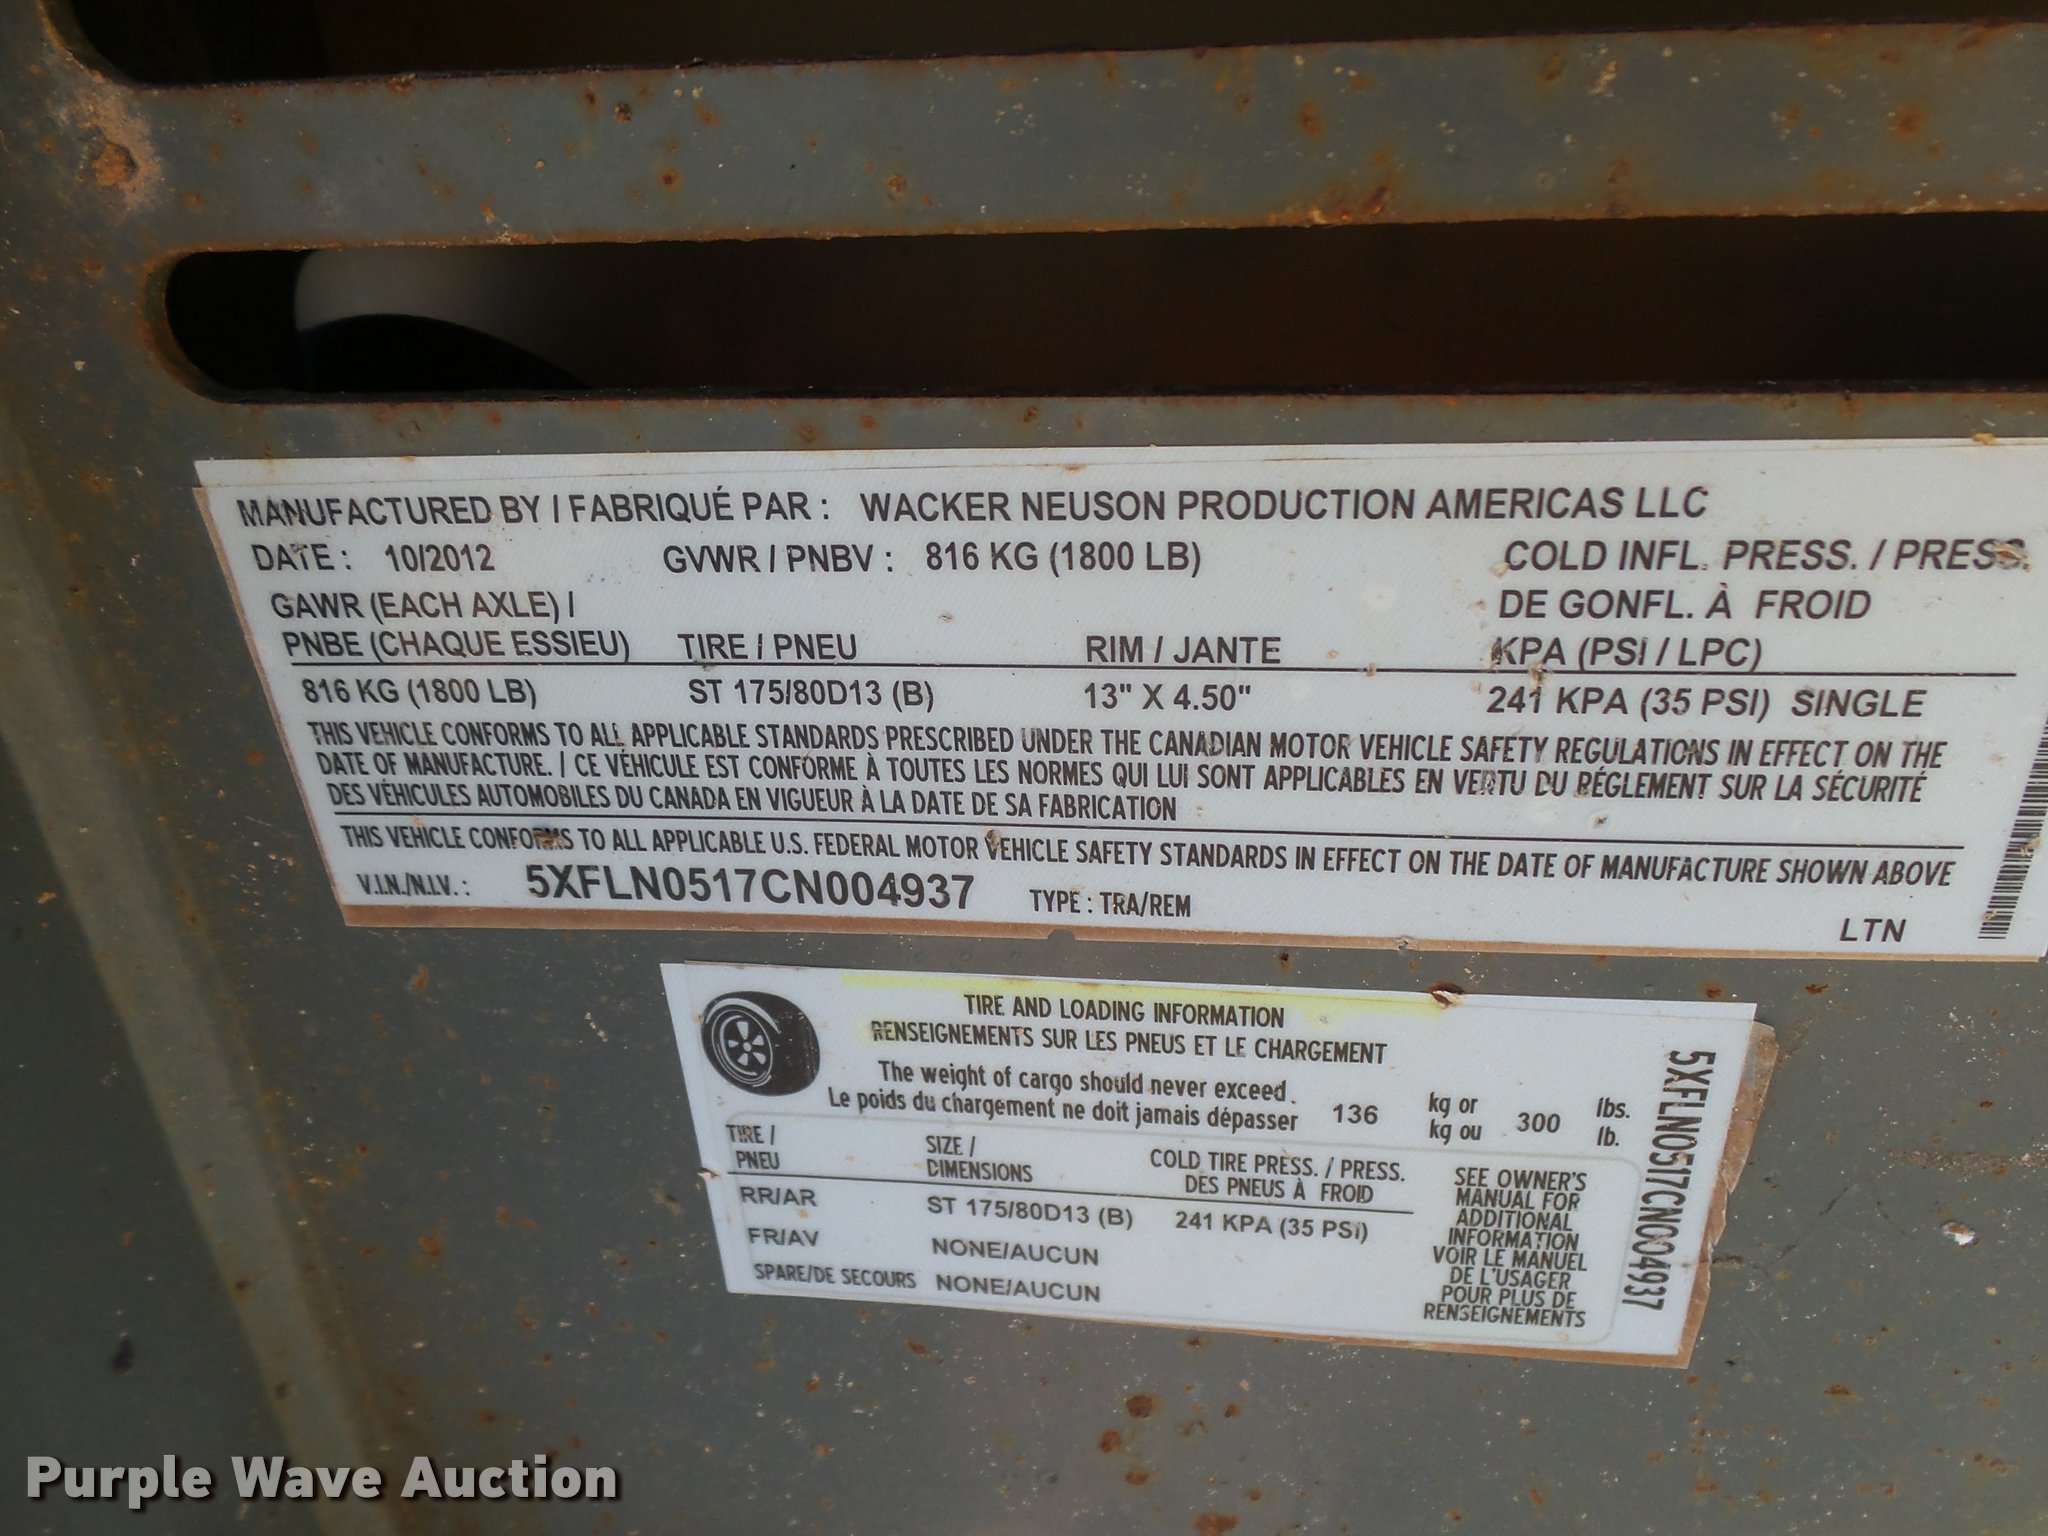 MANUFACTURED BY / FABRIQUÉ PAR : WACKER NEUSON PRODUCTION AMERICAS LLC
DATE : 10/2012 GVWR / PNBV : 816 KG (1800 LB) COLD INFL. PRESS. / PRESS.
GAWR (EACH AXLE) / DE GONFL. À FROID
PNBE (CHAQUE ESSIEU) TIRE / PNEU RIM / JANTE KPA (PSI / LPC)
816 KG (1800 LB) ST 175/80D13 (B) 13" X 4.50" 241 KPA (35 PSI) SINGLE
THIS VEHICLE CONFORMS TO ALL APPLICABLE STANDARDS PRESCRIBED UNDER THE CANADIAN MOTOR VEHICLE SAFETY REGULATIONS IN EFFECT ON THE
DATE OF MANUFACTURE. / CE VÉHICULE EST CONFORME À TOUTES LES NORMES QUI LUI SONT APPLICABLES EN VERTU DU RÉGLEMENT SUR LA SÉCURITÉ
DES VÉHICULES AUTOMOBILES DU CANADA EN VIGUEUR À LA DATE DE SA FABRICATION
THIS VEHICLE CONFORMS TO ALL APPLICABLE U.S. FEDERAL MOTOR VEHICLE SAFETY STANDARDS IN EFFECT ON THE DATE OF MANUFACTURE SHOWN ABOVE
V.I.N./N.I.V. : 5XFLN0517CN004937 TYPE : TRA/REM
LTN
TIRE AND LOADING INFORMATION
RENSEIGNEMENTS SUR LES PNEUS ET LE CHARGEMENT
The weight of cargo should never exceed. kg or lbs.
Le poids du chargement ne doit jamais dépasser 136 kg ou 300 lb.
TIRE / SIZE / COLD TIRE PRESS. / PRESS.
PNEU DIMENSIONS DES PNEUS À FROID
RR/AR ST 175/80D13 (B) 241 KPA (35 PSI)
FR/AV NONE/AUCUN
SPARE/DE SECOURS NONE/AUCUN
SEE OWNER'S
MANUAL FOR
ADDITIONAL
INFORMATION
VOIR LE MANUEL
DE L'USAGER
POUR PLUS DE
RENSEIGNEMENTS
5XFLN0517CN004937
Purple Wave Auction